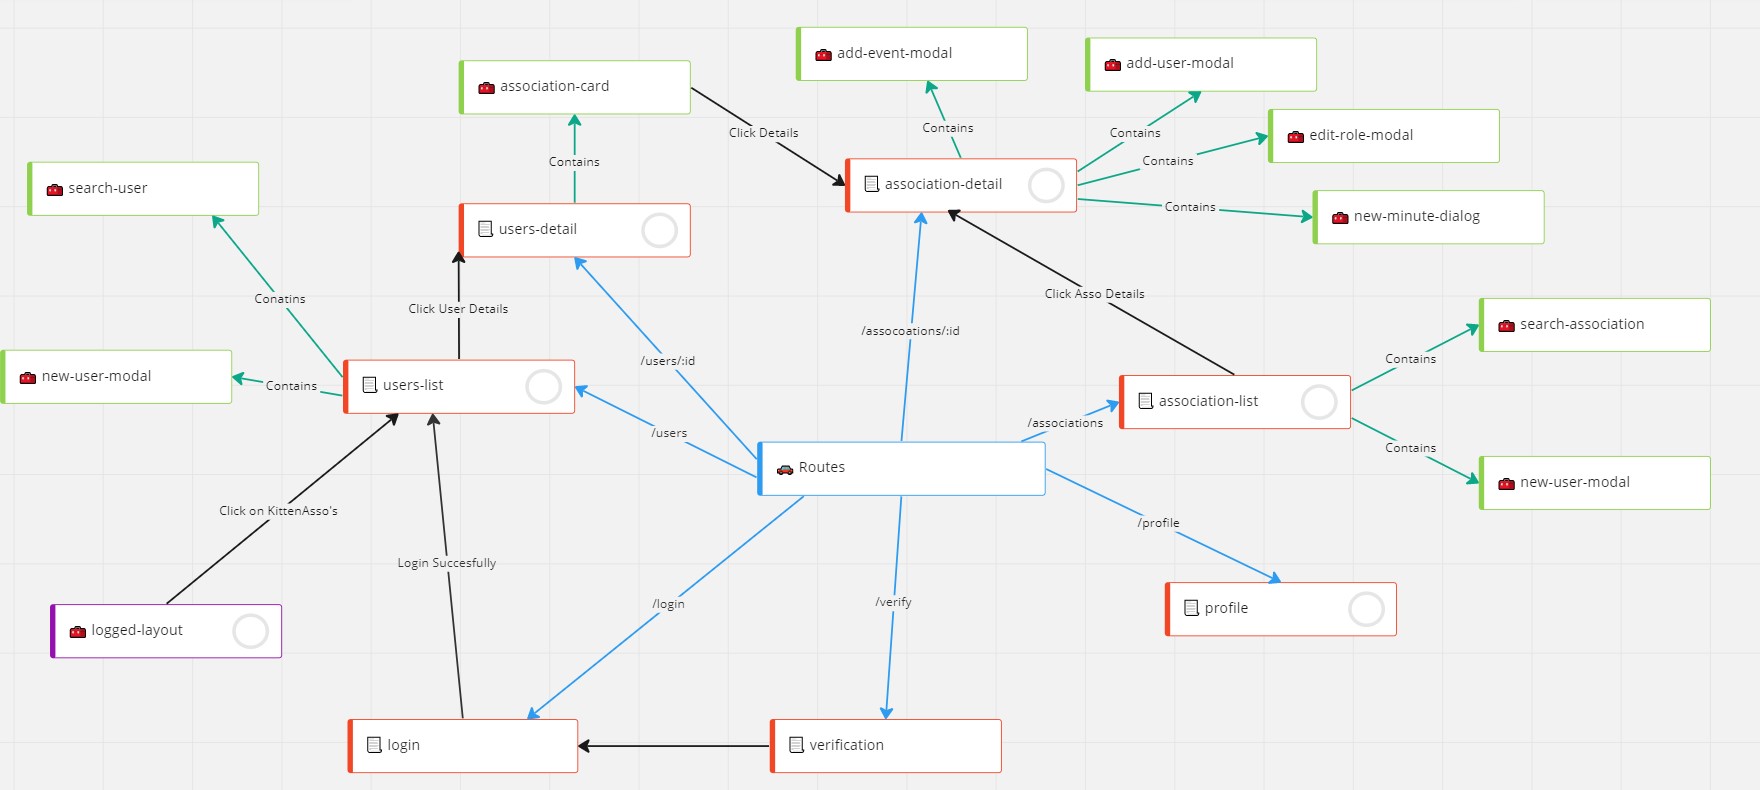 add-event-modal
add-user-modal
association-card
Contains
Click Details
Contains
edit-role-modal
Contains
Contains
association-detail
search-user
Contains
new-minute-dialog
users-detail
Conatins
Click User Details
Click Asso Details
/assocoations/:id
search-association
/users/:id
Contains
new-user-modal
Contains
users-list
association-list
/users
/associations
Contains
Routes
new-user-modal
Click on KittenAsso's
/profile
Login Succesfully
/login
/verify
profile
logged-layout
login
verification